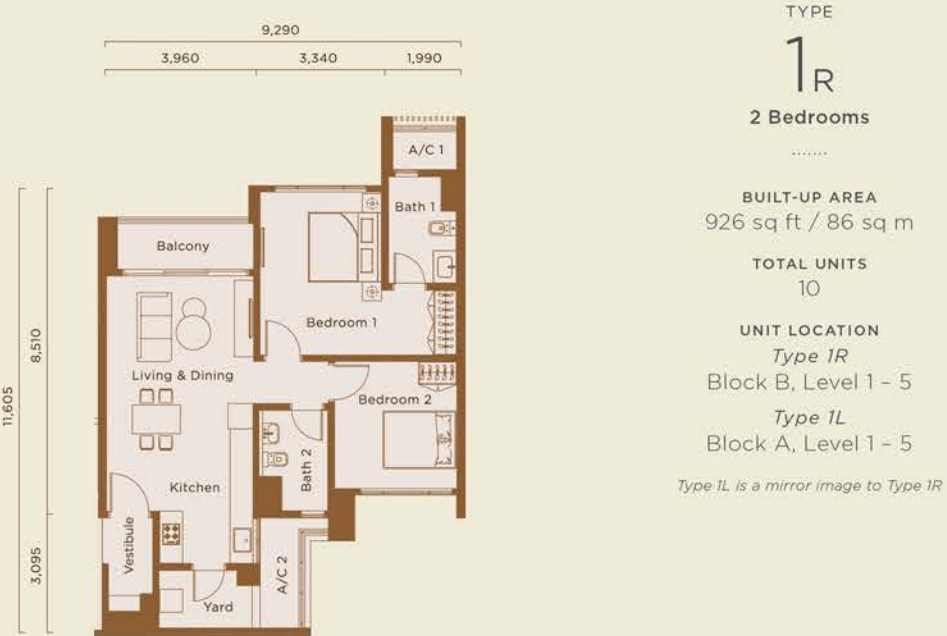 9,290
3,960
3,340
1,990
A/C 1
Bath 1
Balcony
Bedroom 1
8,510
11,605
Living & Dining
Bedroom 2
Kitchen
Bath 2
Vestibule
3,095
A/C 2
Yard
TYPE
1R
2 Bedrooms
.......
BUILT-UP AREA
926 sq ft / 86 sq m
TOTAL UNITS
10
UNIT LOCATION
Type 1R
Block B, Level 1 – 5
Type 1L
Block A, Level 1 – 5
Type 1L is a mirror image to Type 1R